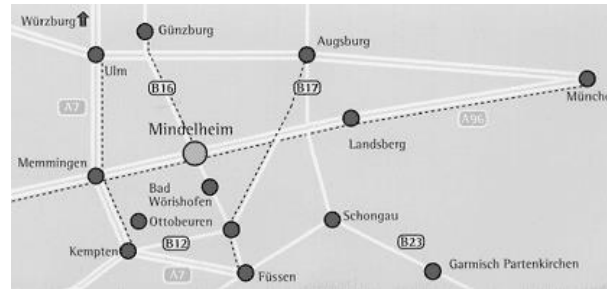 Würzburg
Günzburg
Augsburg
Ulm
B16
B17
Münche
A7
Mindelheim
A96
Landsberg
Memmingen
Bad
Wörishofen
Ottobeuren
Schongau
B12
B23
Kempten
Garmisch Partenkirchen
A7
Füssen